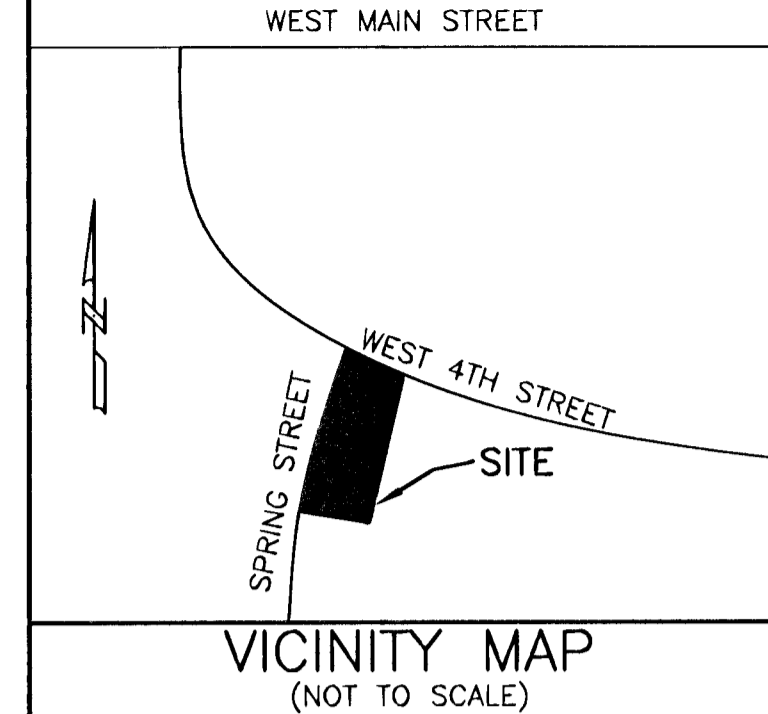 WEST MAIN STREET
N
WEST 4TH STREET
SPRING STREET
SITE
VICINITY MAP
(NOT TO SCALE)